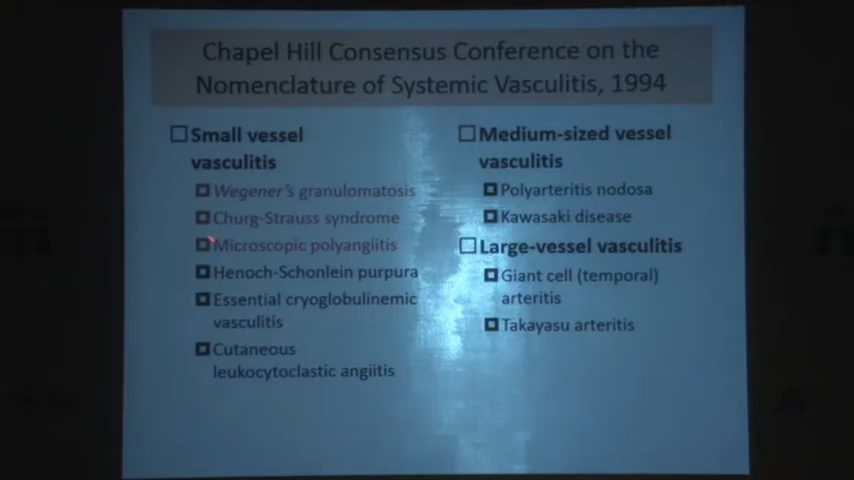 Chapel Hill Consensus Conference on the
Nomenclature of Systemic Vasculitis, 1994
Small vessel
vasculitis
Wegener's granulomatosis
Churg-Strauss syndrome
Microscopic polyangiitis
Henoch-Schonlein purpura
Essential cryoglobulinemic
vasculitis
Cutaneous
leukocytoclastic angiitis
Medium-sized vessel
vasculitis
Polyarteritis nodosa
Kawasaki disease
Large-vessel vasculitis
Giant cell (temporal)
arteritis
Takayasu arteritis